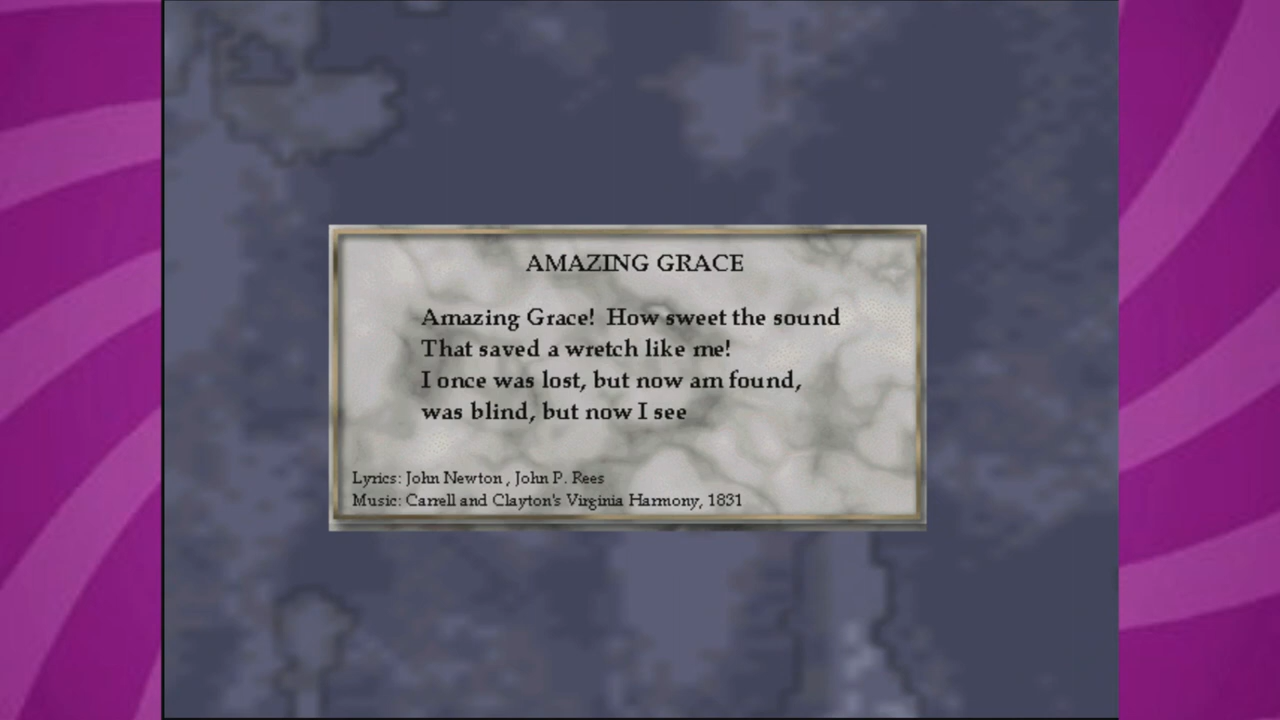 AMAZING GRACE
Amazing Grace! How sweet the sound
That saved a wretch like me!
I once was lost, but now am found,
was blind, but now I see
Lyrics: John Newton , John P. Rees
Music: Carrell and Clayton's Virginia Harmony, 1831